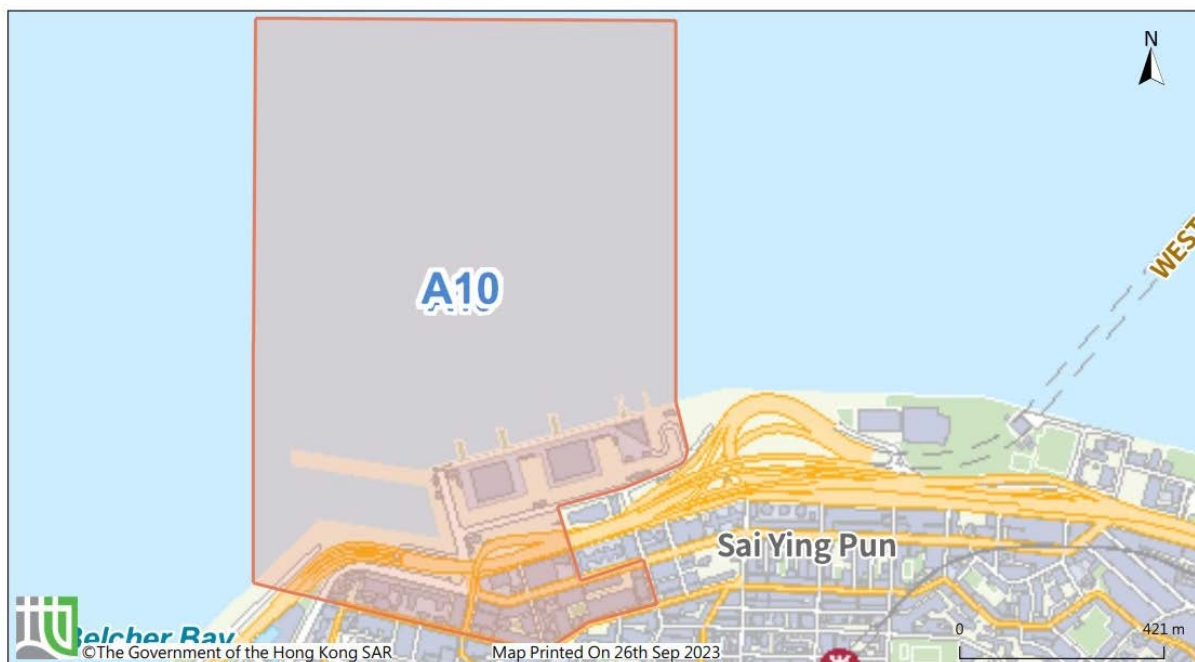 N
A10
WEST
Sai Ying Pun
0
421 m
Belcher Bay
©The Government of the Hong Kong SAR
Map Printed On 26th Sep 2023